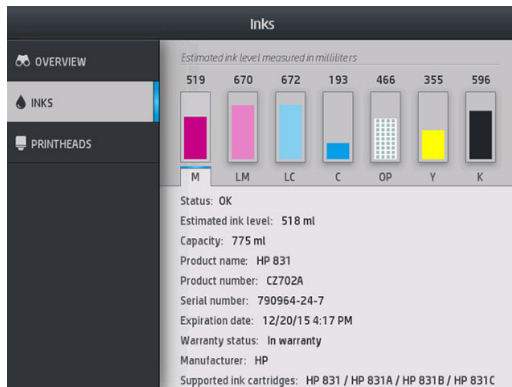 Inks
OVERVIEW
INKS
PRINTHEADS
Estimated ink level measured in milliliters
519 670 672 193 466 355 596
M LM LC C OP Y K
Status: OK
Estimated ink level: 518 ml
Capacity: 775 ml
Product name: HP 831
Product number: CZ702A
Serial number: 790964-24-7
Expiration date: 12/20/15 4:17 PM
Warranty status: In warranty
Manufacturer: HP
Supported ink cartridges: HP 831 / HP 831A / HP 831B / HP 831C